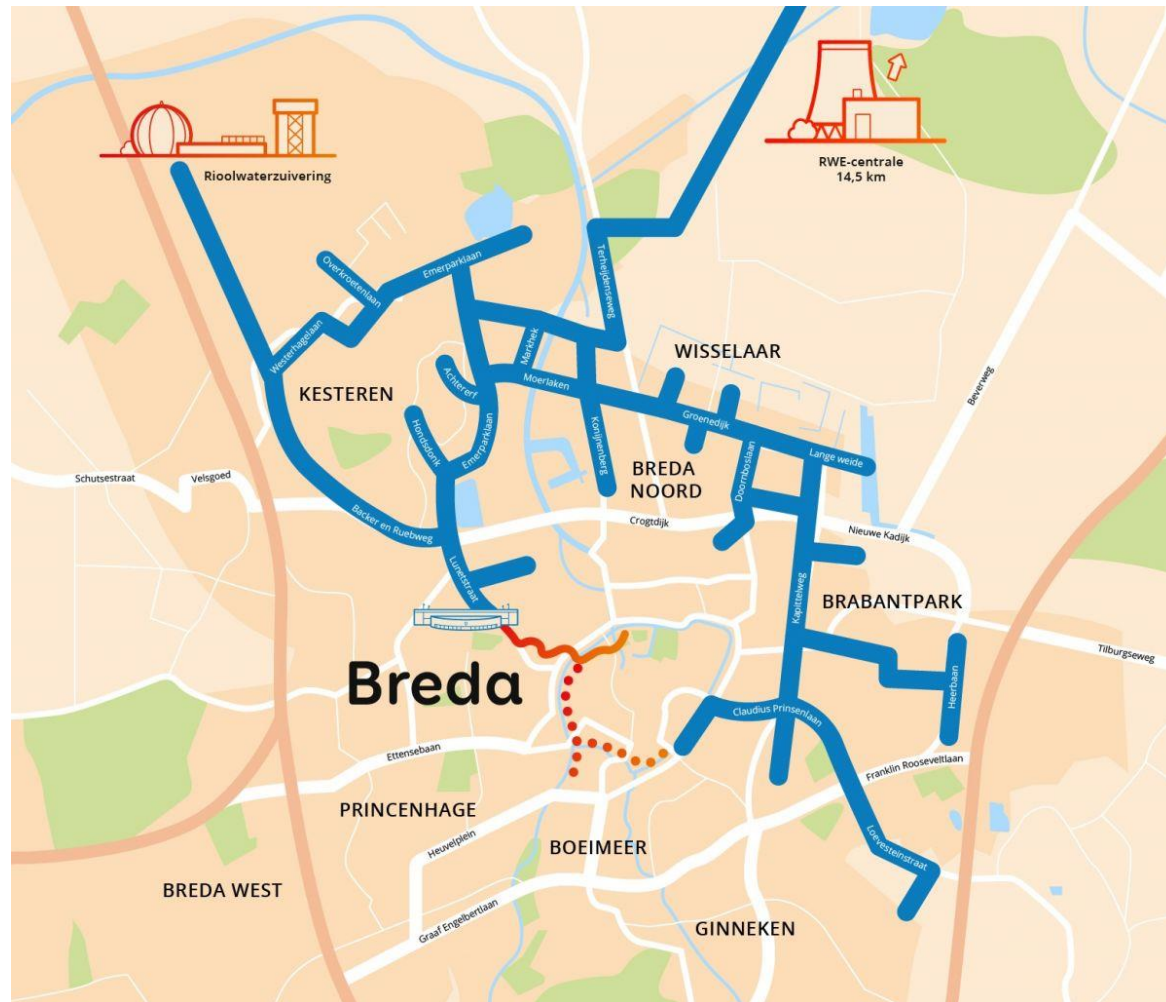 Rioolwaterzuivering
RWE-centrale
14,5 km
Overkroetenlaan
Emerparklaan
Terheijdenseweg
Westerhagelaan
Markhek
WISSELAAR
KESTEREN
Achtererf
Moerlaken
Beverweg
Hondsdonk
Emerparklaan
Konijnenberg
Groenedijk
Lange weide
BREDA
NOORD
Doornboslaan
Schutsestraat
Velsgoed
Backer en Ruebweg
Crogtdijk
Nieuwe Kadijk
Lunetstraat
Kapittelweg
BRABANTPARK
Tilburgseweg
Breda
Heerbaan
Claudius Prinsenlaan
Ettensebaan
Franklin Rooseveltlaan
PRINCENHAGE
Heuvelplein
BOEIMEER
Loevesteinstraat
BREDA WEST
Graaf Engelbertlaan
GINNEKEN